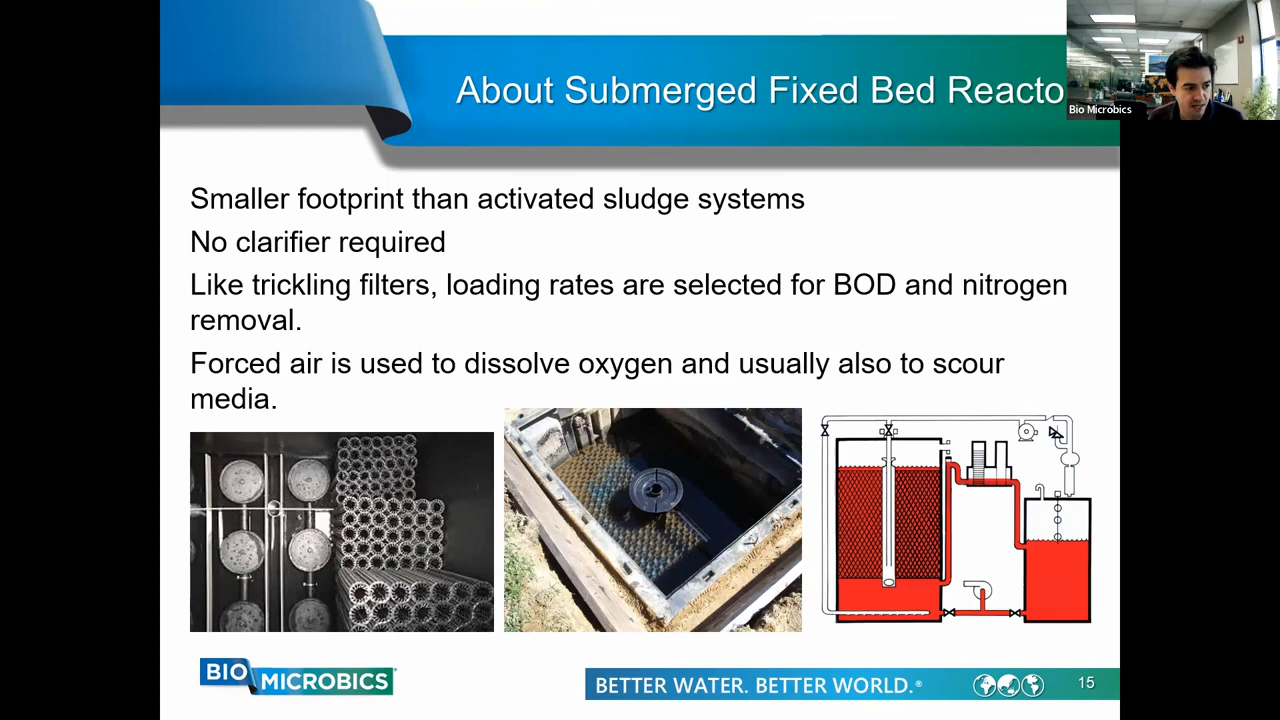 About Submerged Fixed Bed Reacto
Bio Microbics
Smaller footprint than activated sludge systems
No clarifier required
Like trickling filters, loading rates are selected for BOD and nitrogen
removal.
Forced air is used to dissolve oxygen and usually also to scour
media.
BIO MICROBICS
BETTER WATER. BETTER WORLD.®
15